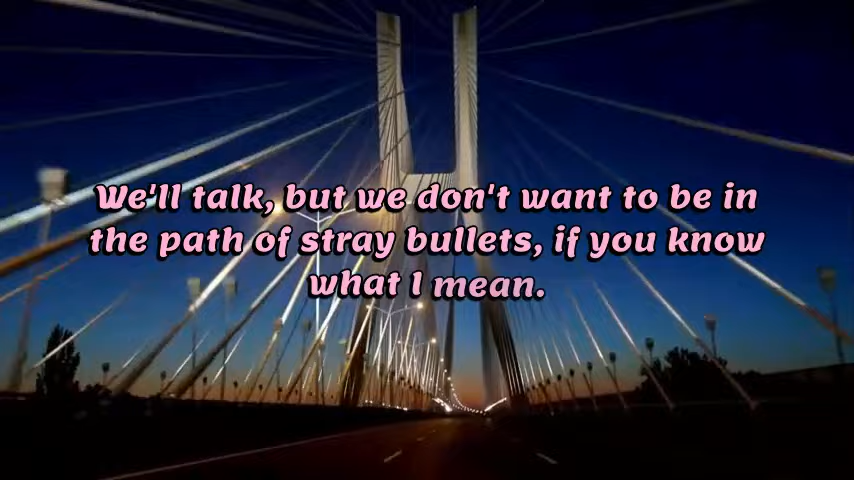 We'll talk, but we don't want to be in
the path of stray bullets, if you know
what I mean.